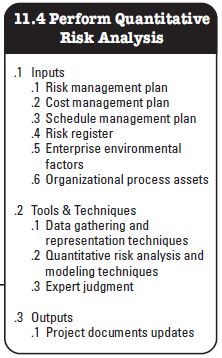 11.4 Perform Quantitative
Risk Analysis
.1 Inputs
.1 Risk management plan
.2 Cost management plan
.3 Schedule management plan
.4 Risk register
.5 Enterprise environmental
factors
.6 Organizational process assets
.2 Tools & Techniques
.1 Data gathering and
representation techniques
.2 Quantitative risk analysis and
modeling techniques
.3 Expert judgment
.3 Outputs
.1 Project documents updates